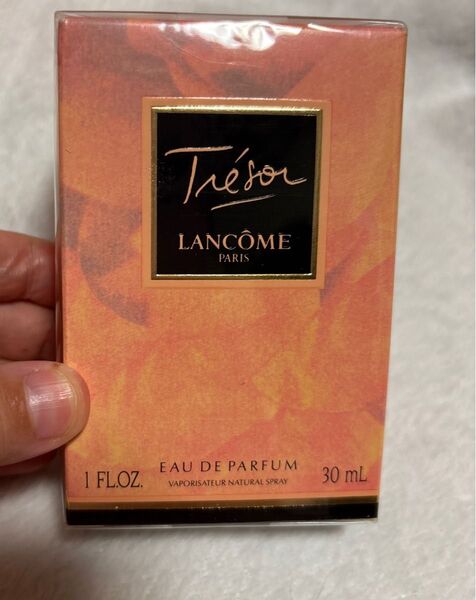 Trésor
LANCÔME
PARIS
EAU DE PARFUM
1 FL.OZ. VAPORISATEUR NATURAL SPRAY 30 mL